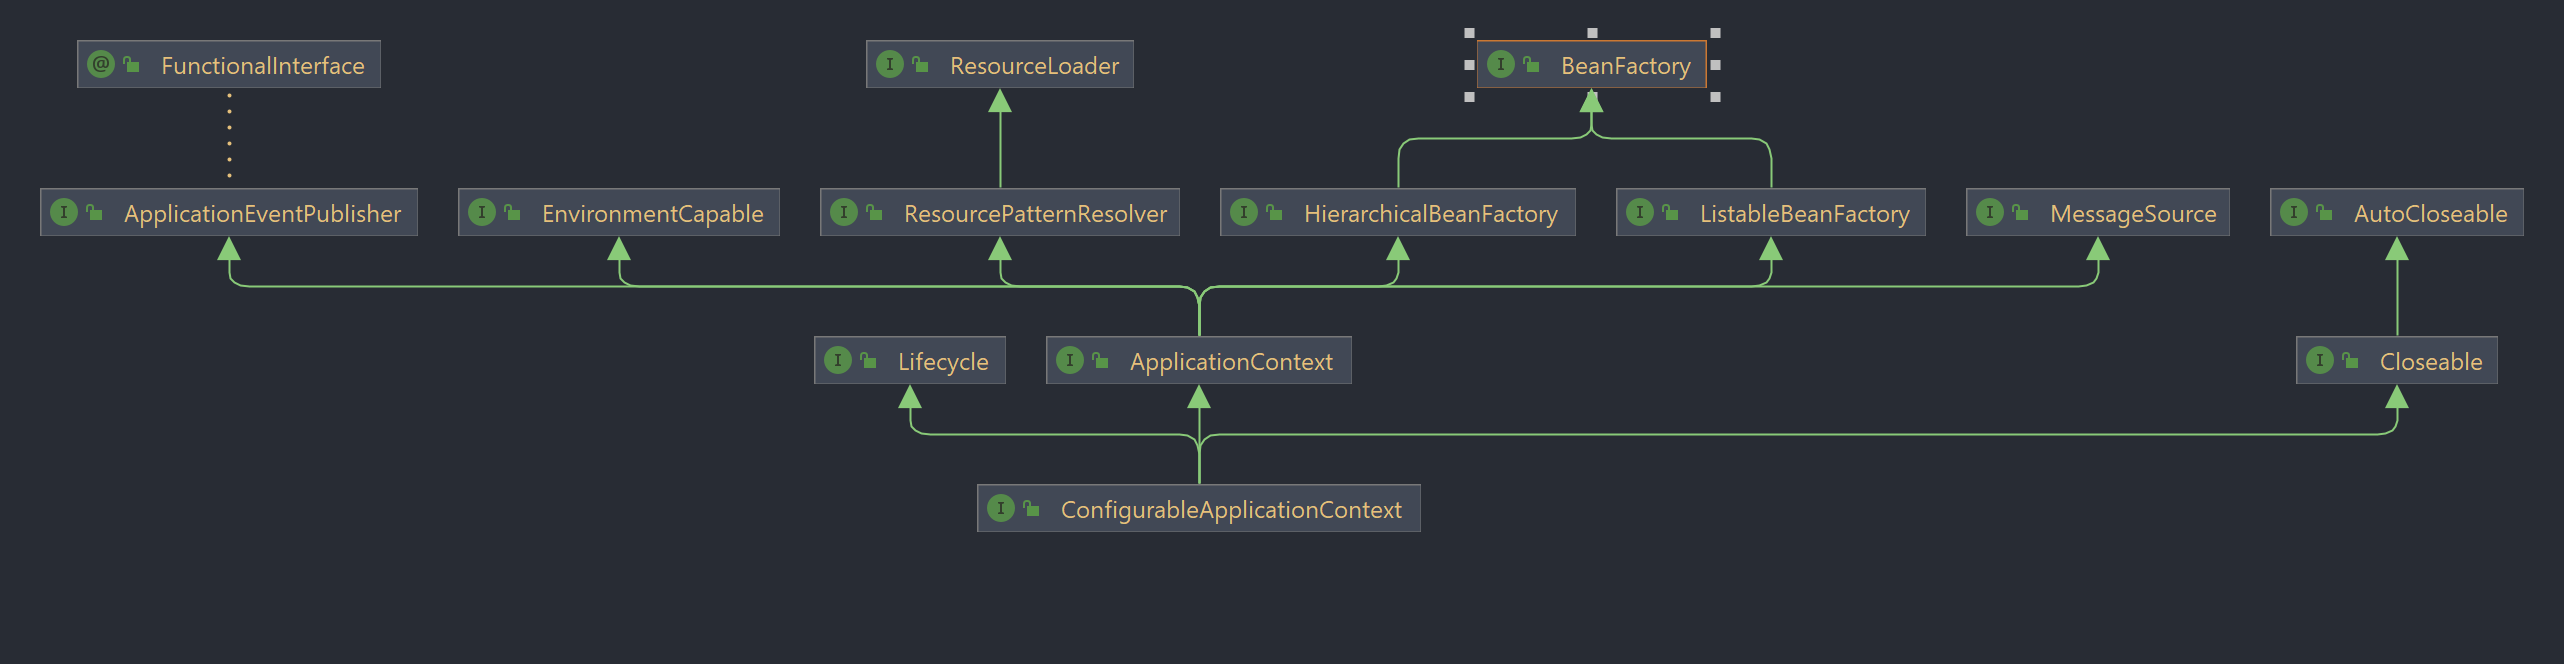 @ FunctionalInterface
I ResourceLoader
I BeanFactory
I ApplicationEventPublisher
I EnvironmentCapable
I ResourcePatternResolver
I HierarchicalBeanFactory
I ListableBeanFactory
I MessageSource
I AutoCloseable
I Lifecycle
I ApplicationContext
I Closeable
I ConfigurableApplicationContext